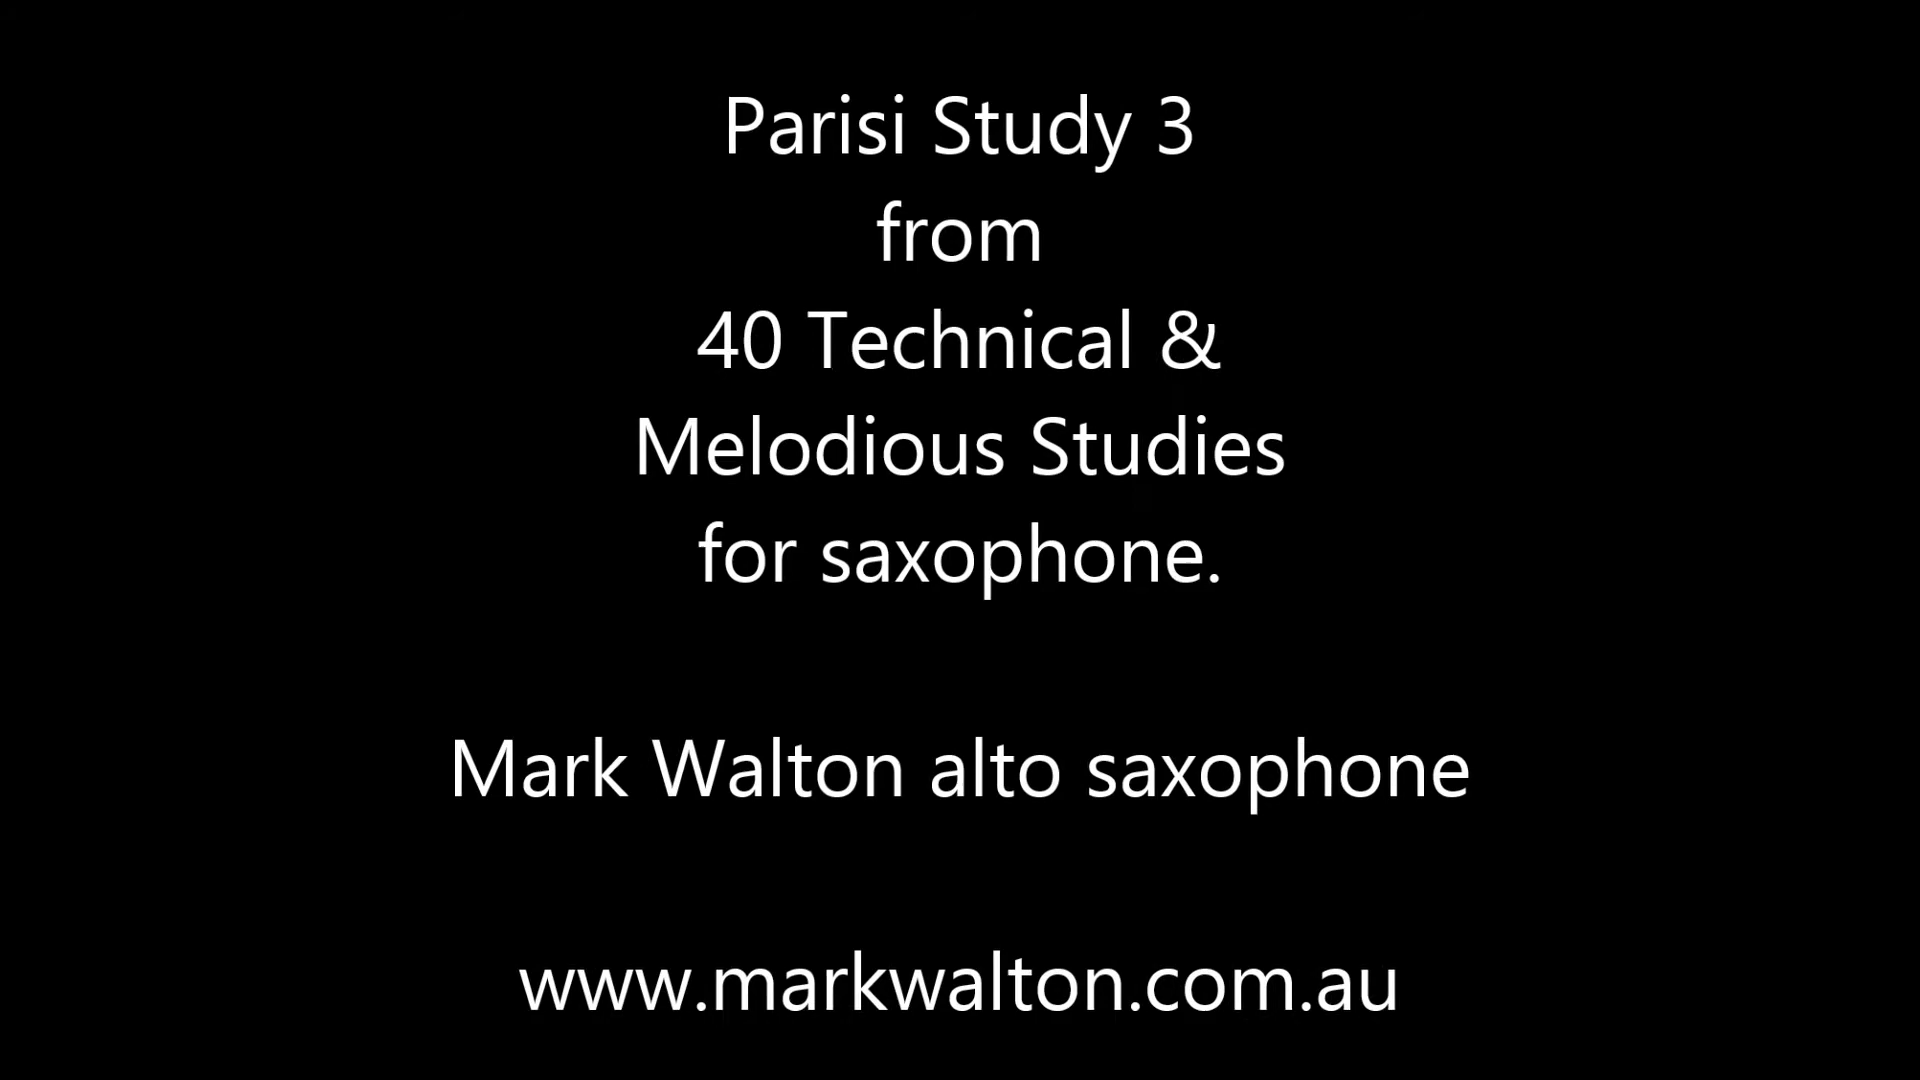 Parisi Study 3
from
40 Technical &
Melodious Studies
for saxophone.
Mark Walton alto saxophone
www.markwalton.com.au